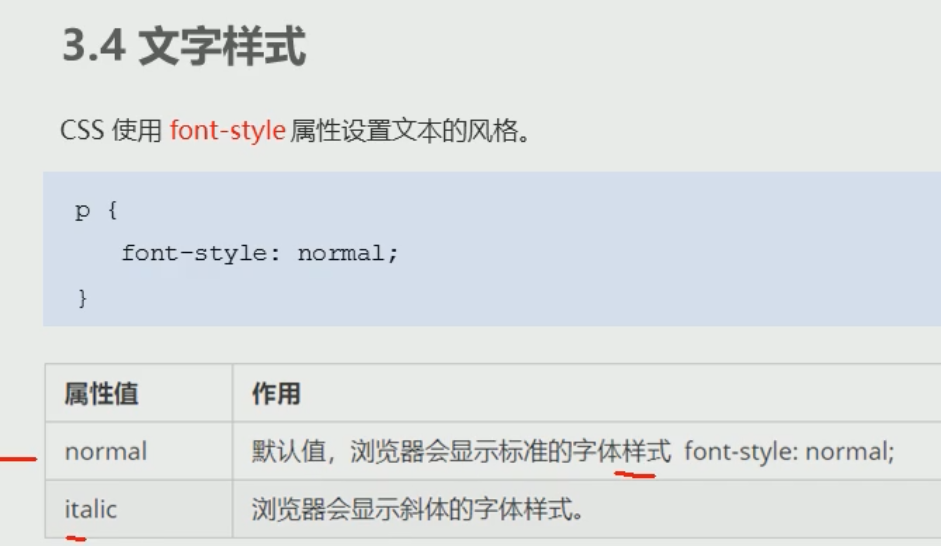 3.4 文字样式
CSS 使用 font-style 属性设置文本的风格。
p {
font-style: normal;
}
属性值 作用
normal 默认值，浏览器会显示标准的字体样式 font-style: normal;
italic 浏览器会显示斜体的字体样式。